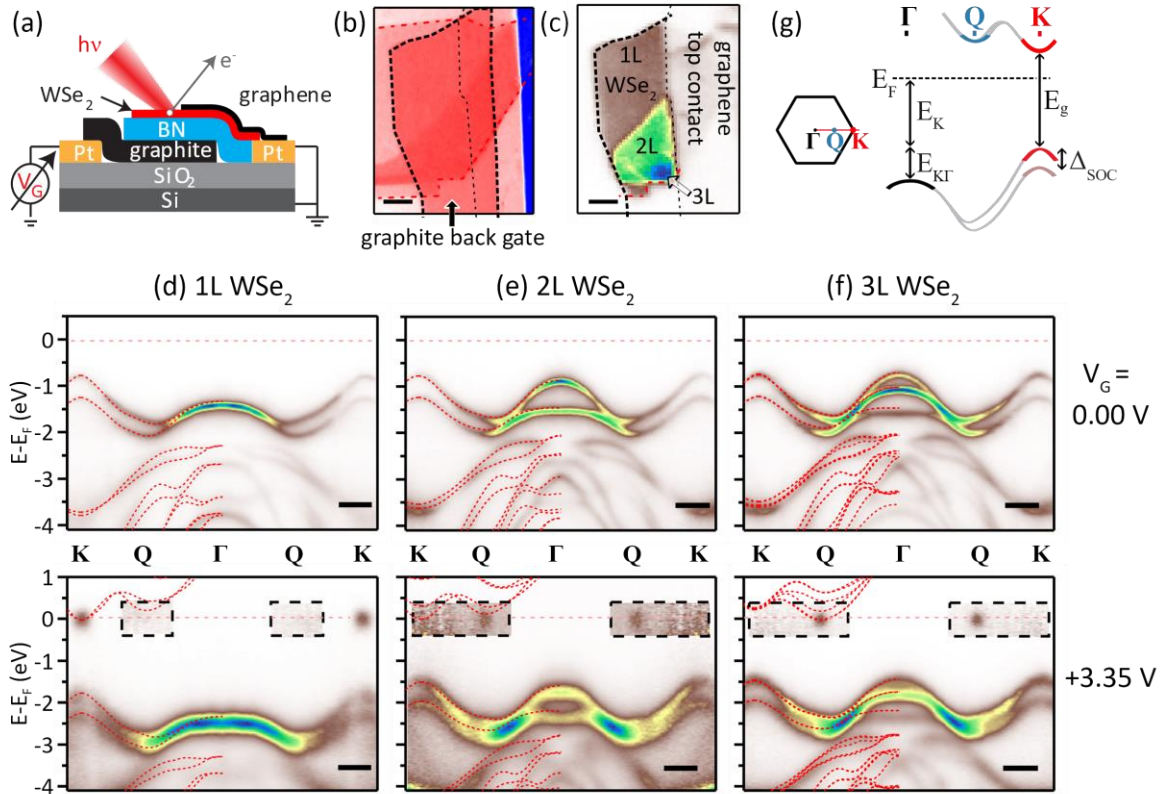 (a)
hν
e⁻
WSe₂
graphene
BN
graphite
Pt
Pt
V_G
SiO₂
Si
(b)
graphite back gate
(c)
1L
WSe₂
2L
3L
graphene
top contact
(g)
Γ
Q
K
E_F
E_K
E_KΓ
E_g
Δ_SOC
Γ
Q
K
(d) 1L WSe₂
(e) 2L WSe₂
(f) 3L WSe₂
E-E_F (eV)
0
-1
-2
-3
-4
V_G =
0.00 V
K Q Γ Q K
K Q Γ Q K
K Q Γ Q K
E-E_F (eV)
1
0
-1
-2
-3
-4
+3.35 V